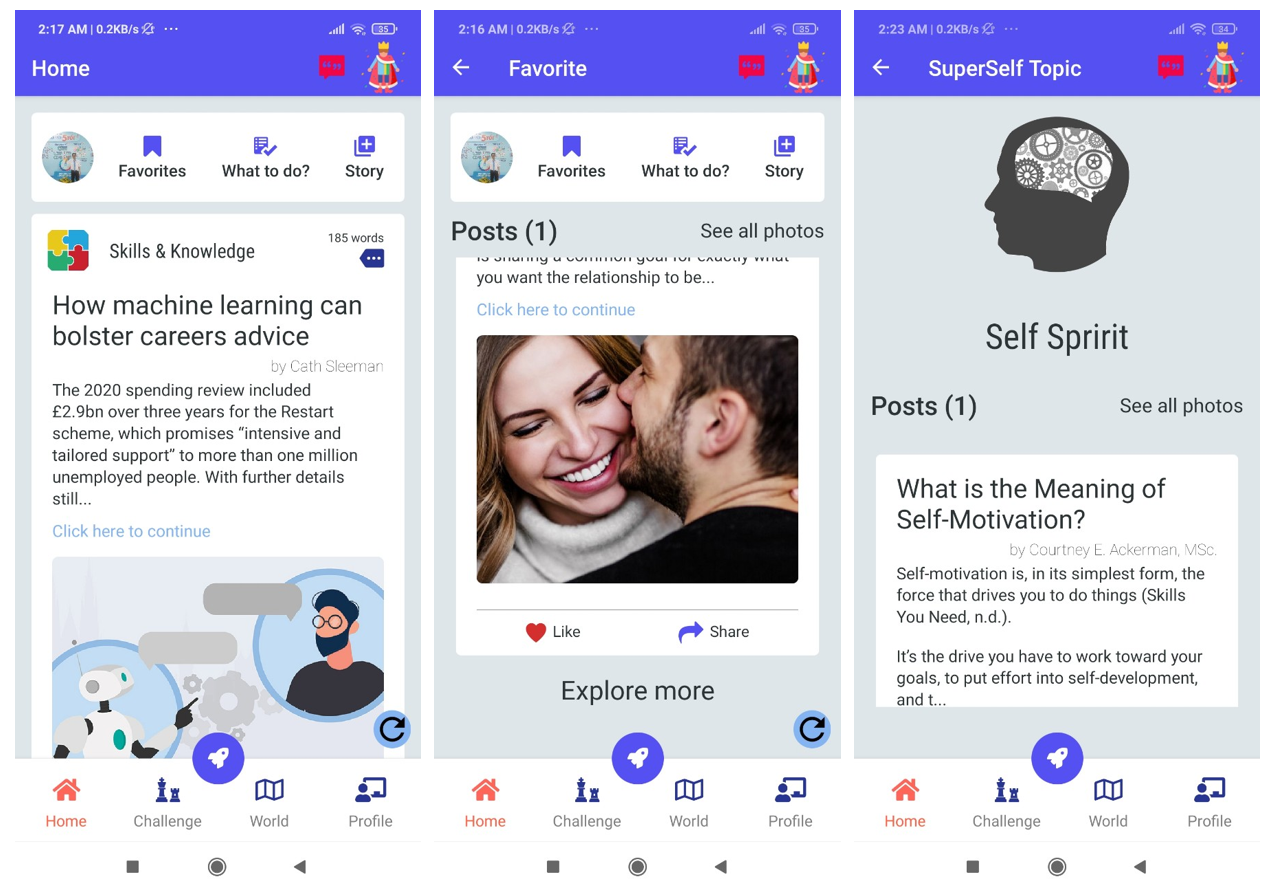 2:17 AM | 0.2KB/s
35
Home
Favorites
What to do?
Story
Skills & Knowledge
185 words
How machine learning can
bolster careers advice
by Cath Sleeman
The 2020 spending review included
£2.9bn over three years for the Restart
scheme, which promises “intensive and
tailored support” to more than one million
unemployed people. With further details
still...
Click here to continue
Home
Challenge
World
Profile
2:16 AM | 0.2KB/s
35
Favorite
Favorites
What to do?
Story
Posts (1)
See all photos
is sharing a common goal for exactly what
you want the relationship to be...
Click here to continue
Like
Share
Explore more
Home
Challenge
World
Profile
2:23 AM | 0.2KB/s
34
SuperSelf Topic
Self Spririt
Posts (1)
See all photos
What is the Meaning of
Self-Motivation?
by Courtney E. Ackerman, MSc.
Self-motivation is, in its simplest form, the
force that drives you to do things (Skills
You Need, n.d.).
It’s the drive you have to work toward your
goals, to put effort into self-development,
and t...
Home
Challenge
World
Profile